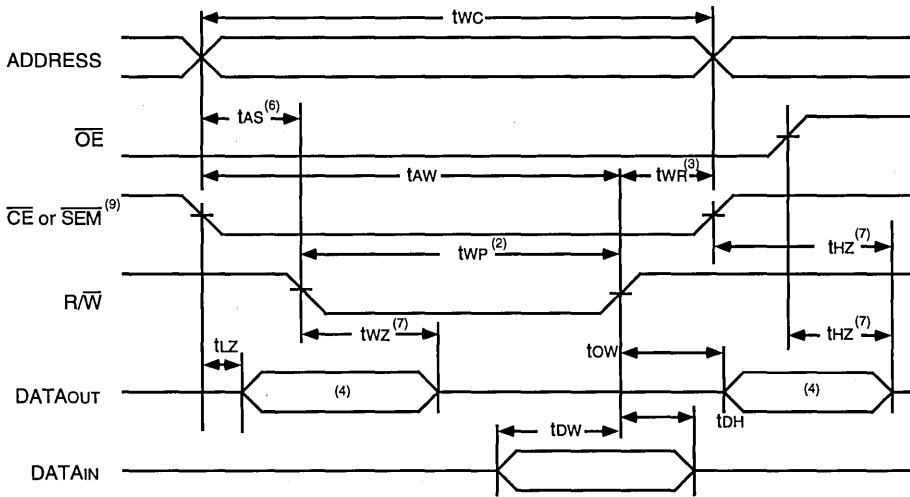 tWC
ADDRESS
tAS(6)
OE
tAW
tWR(3)
CE or SEM(9)
tWP(2)
tHZ(7)
R/W
tWZ(7)
tHZ(7)
tLZ
tOW
DATAOUT
(4)
(4)
tDW
tDH
DATAIN